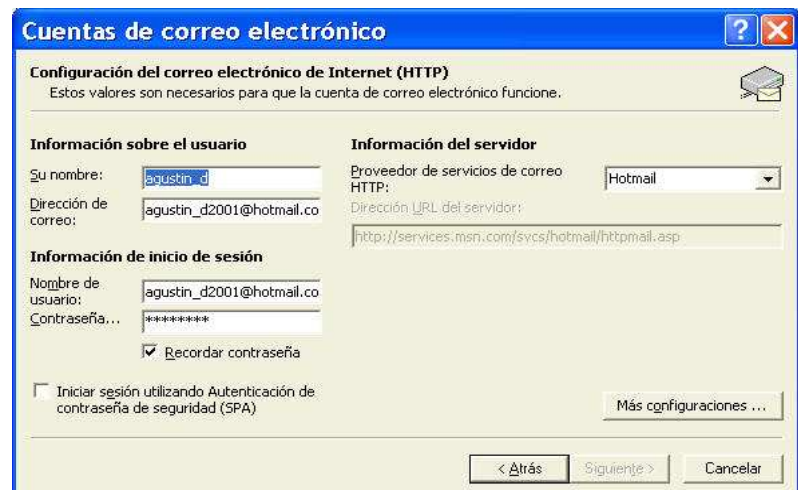 Cuentas de correo electrónico
Configuración del correo electrónico de Internet (HTTP)
Estos valores son necesarios para que la cuenta de correo electrónico funcione.
Información sobre el usuario
Su nombre:
agustin_d
Dirección de
correo:
agustin_d2001@hotmail.co
Información de inicio de sesión
Nombre de
usuario:
agustin_d2001@hotmail.co
Contraseña...
********
Recordar contraseña
Iniciar sesión utilizando Autenticación de
contraseña de seguridad (SPA)
Información del servidor
Proveedor de servicios de correo
HTTP:
Hotmail
Dirección URL del servidor:
http://services.msn.com/svcs/hotmail/httpmail.asp
Más configuraciones ...
< Atrás
Siguiente >
Cancelar